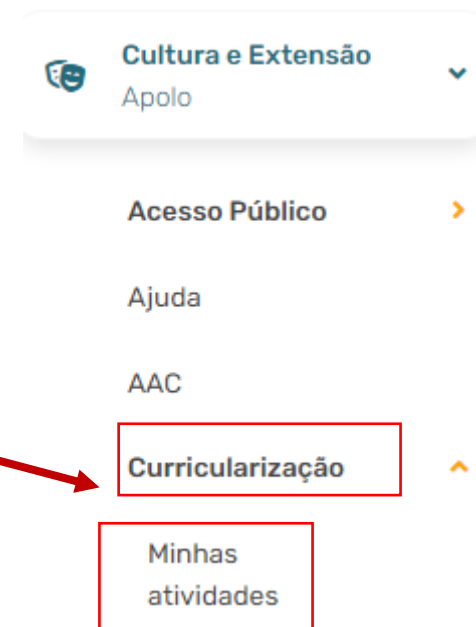 Cultura e Extensão
Apolo
Acesso Público
Ajuda
AAC
Curricularização
Minhas
atividades